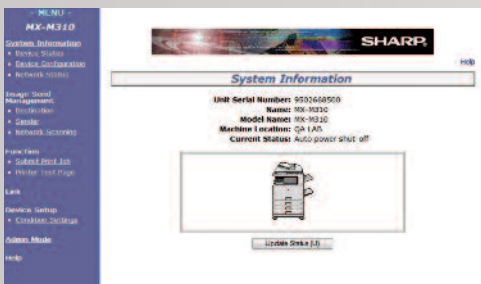 - MENU -
MX-M310
System Information
Device Status
Device Configuration
Network Status
Image Send
Management
Destination
Sender
Network Scanning
Function
Submit Print Job
Printer Test Page
Link
Device Setup
Condition Settings
Admin Mode
Help
SHARP
Help
System Information
Unit Serial Number: 9502668500
Name: MX-M310
Model Name: MX-M310
Machine Location: QA LAB
Current Status: Auto power shut-off
Update Status (U)